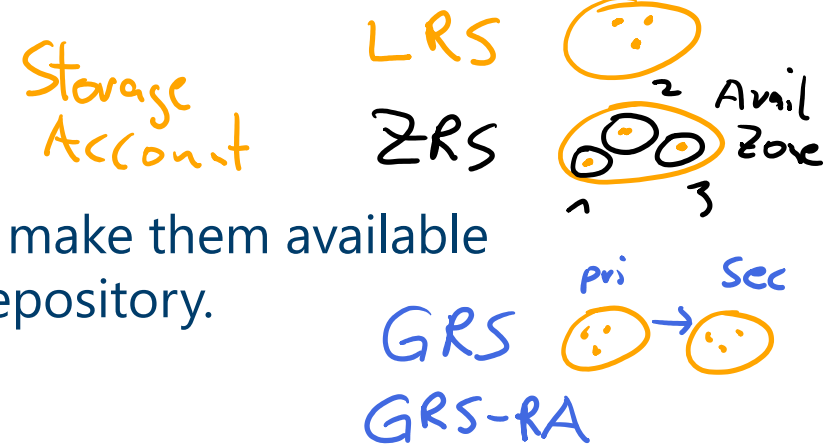 LRS
Storage
Account
ZRS
2
Avail
Zone
1
3
make them available
epository.
pri
Sec
GRS
GRS-RA